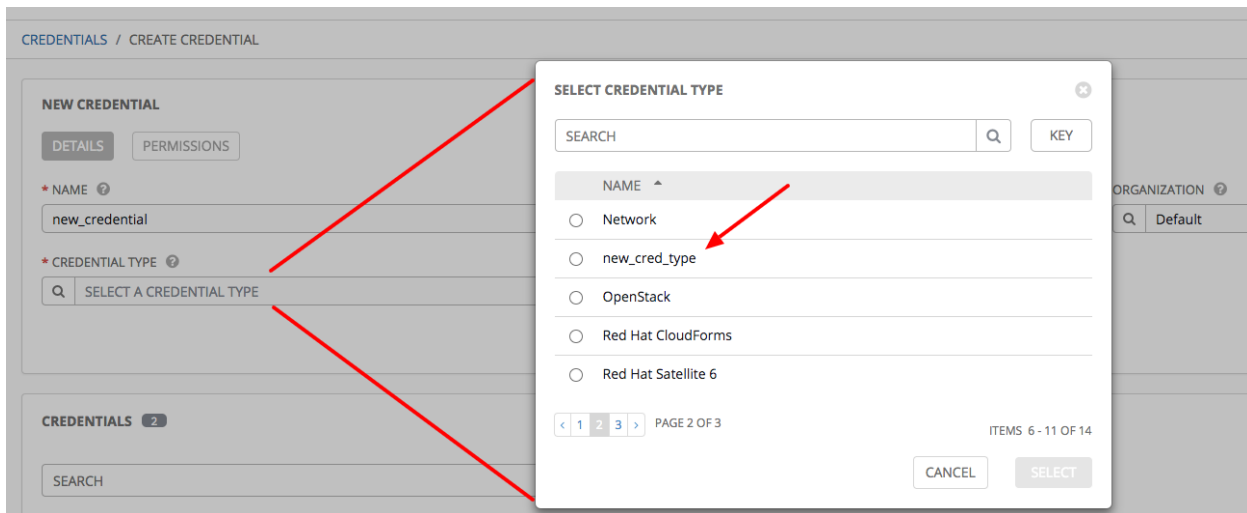 CREDENTIALS / CREATE CREDENTIAL
NEW CREDENTIAL
DETAILS PERMISSIONS
* NAME
new_credential
* CREDENTIAL TYPE
SELECT A CREDENTIAL TYPE
CREDENTIALS 2
SEARCH
SELECT CREDENTIAL TYPE
SEARCH KEY
NAME
Network
new_cred_type
OpenStack
Red Hat CloudForms
Red Hat Satellite 6
< 1 2 3 > PAGE 2 OF 3
ITEMS 6 - 11 OF 14
CANCEL SELECT
ORGANIZATION
Default